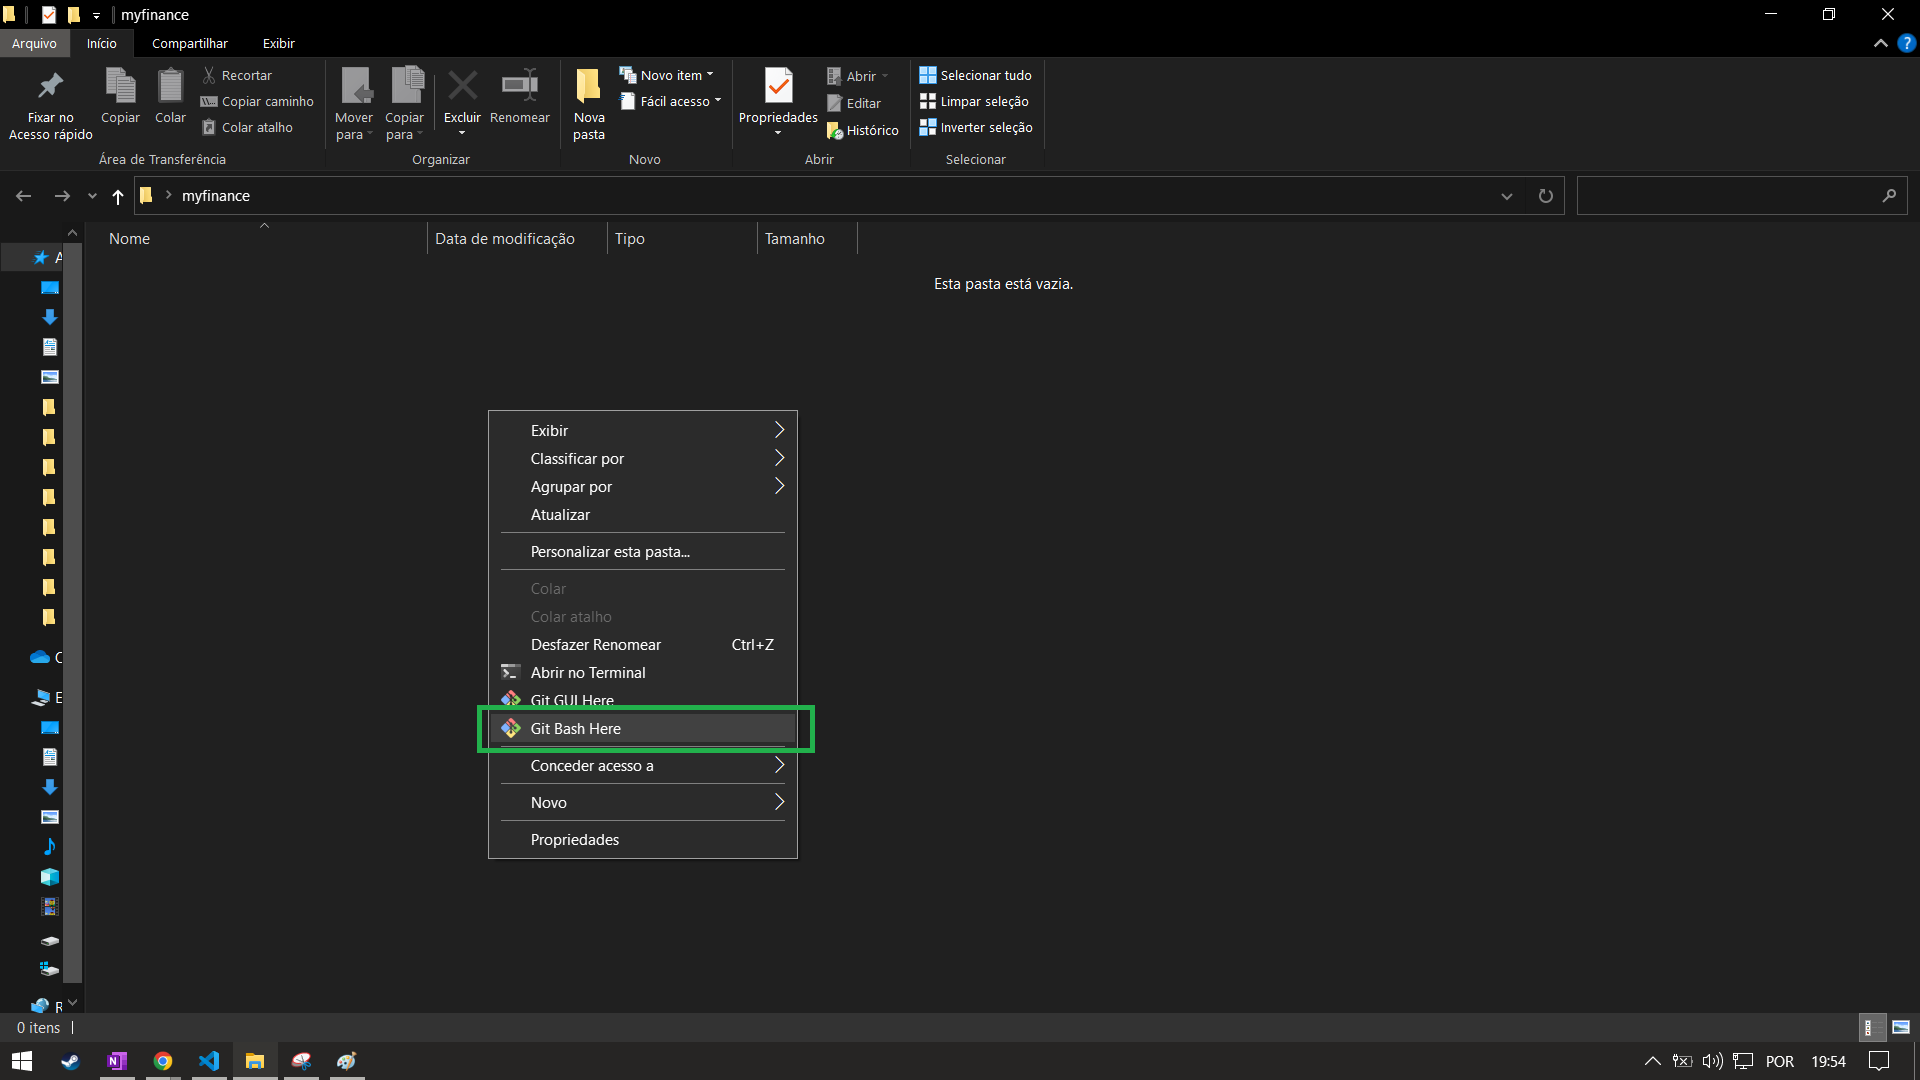 myfinance
Arquivo Início Compartilhar Exibir
Fixar no
Acesso rápido
Copiar
Colar
Recortar
Copiar caminho
Colar atalho
Área de Transferência
Mover
para
Copiar
para
Excluir
Renomear
Organizar
Nova
pasta
Novo item
Fácil acesso
Novo
Propriedades
Abrir
Editar
Histórico
Abrir
Selecionar tudo
Limpar seleção
Inverter seleção
Selecionar
myfinance
Nome Data de modificação Tipo Tamanho
Esta pasta está vazia.
Exibir
Classificar por
Agrupar por
Atualizar
Personalizar esta pasta...
Colar
Colar atalho
Desfazer Renomear Ctrl+Z
Abrir no Terminal
Git GUI Here
Git Bash Here
Conceder acesso a
Novo
Propriedades
0 itens
POR 19:54